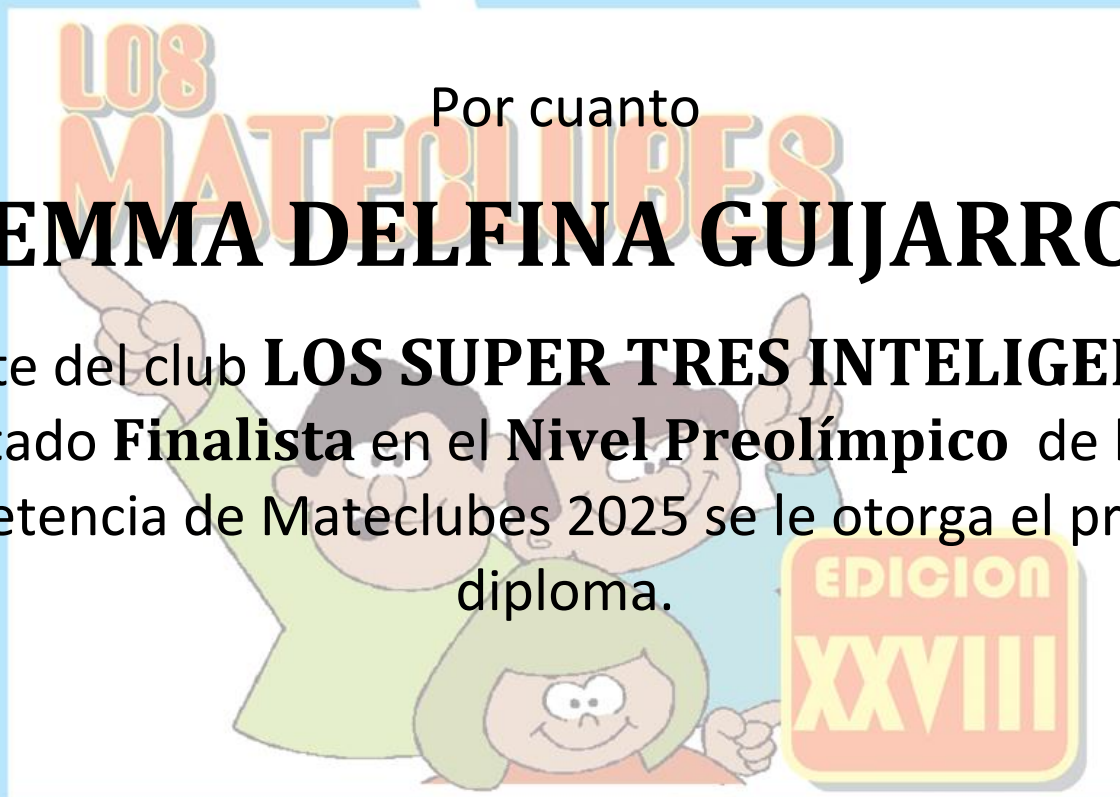 LOS
MATECLUBES
Por cuanto
EMMA DELFINA GUIJARRO
te del club LOS SUPER TRES INTELIGE
tado Finalista en el Nivel Preolímpico de
etencia de Mateclubes 2025 se le otorga el pr
diploma.
EDICION
XXVIII